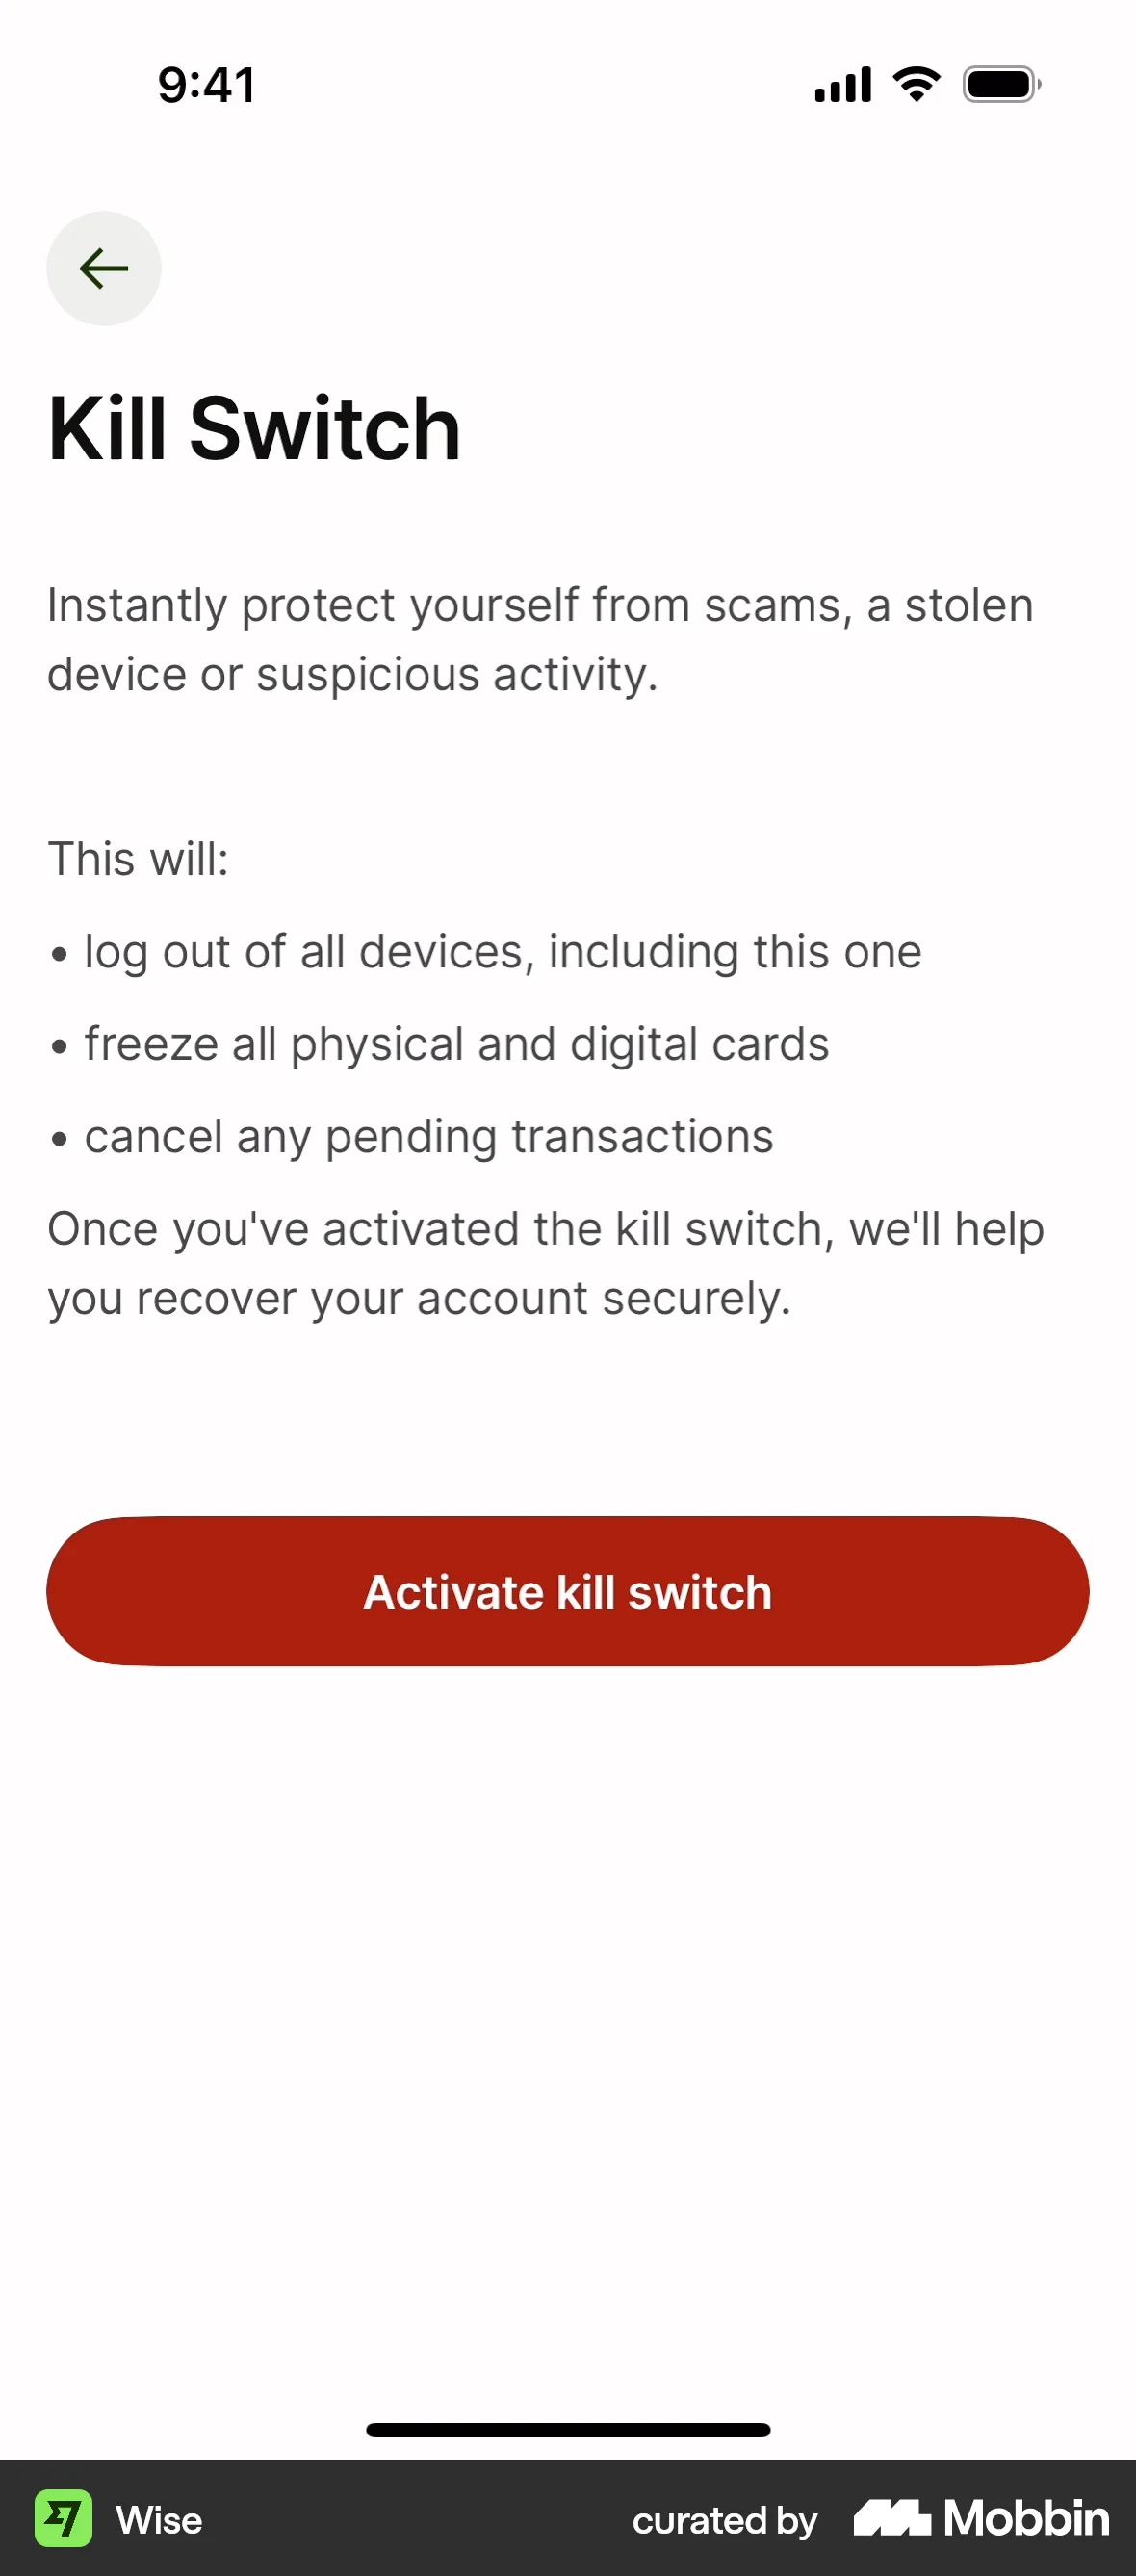 9:41
Kill Switch
Instantly protect yourself from scams, a stolen
device or suspicious activity.
This will:
• log out of all devices, including this one
• freeze all physical and digital cards
• cancel any pending transactions
Once you've activated the kill switch, we'll help
you recover your account securely.
Activate kill switch
Wise
curated by Mobbin